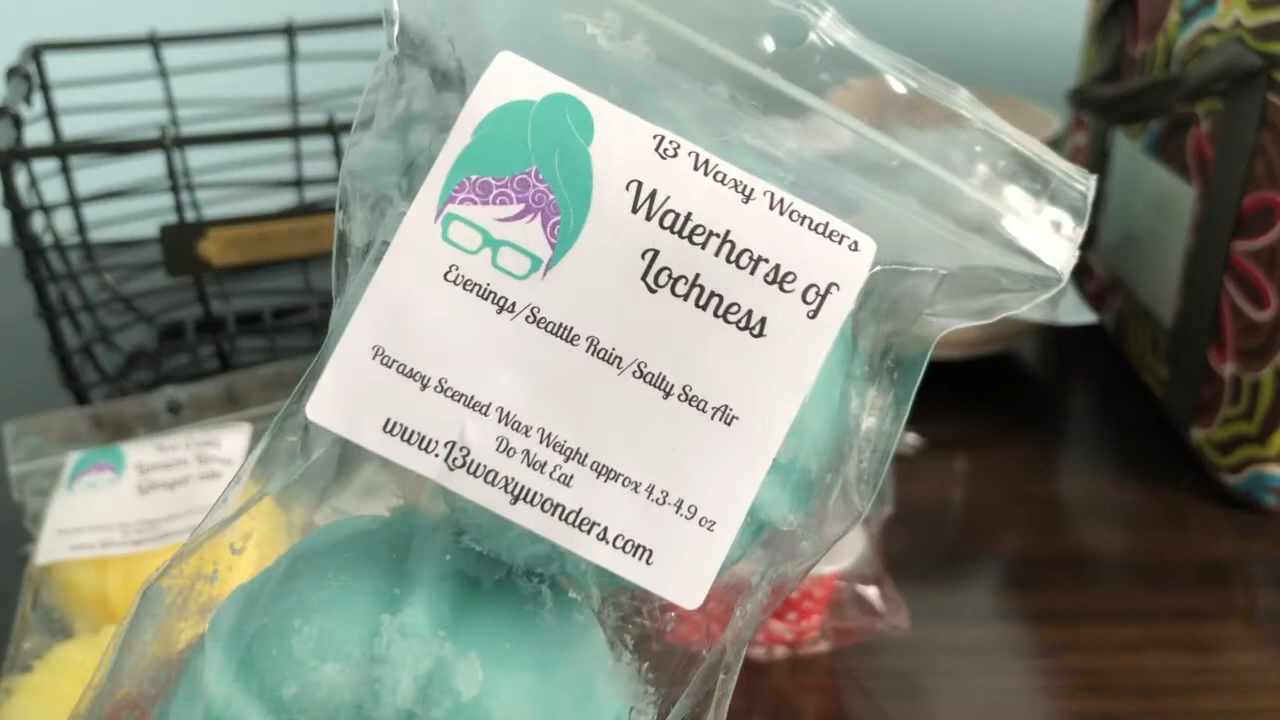 L3 Waxy Wonders
Waterhorse of
Lochness
Evenings/Seattle Rain/Salty Sea Air
Parasoy Scented Wax Weight approx 4.3-4.9 oz
Do Not Eat
www.L3waxywonders.com